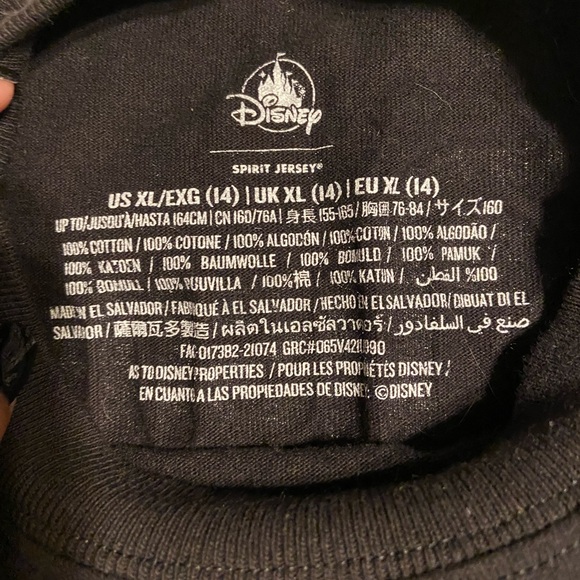 Disney
SPIRIT JERSEY®
US XL/EXG (14) | UK XL (14) | EU XL (14)
UP TO/JUSQU'À/HASTA 164CM | CN 160/76A | 身長 155-165 / 胸囲 76-84 / サイズ160
100% COTTON / 100% COTONE / 100% ALGODÓN / 100% COTON / 100% ALGODÃO /
100% KATOEN / 100% BAUMWOLLE / 100% BOMULD / 100% PAMUK /
100% BOMULL / 100% PUUVILLA / 100%棉 / 100% KATUN / القطن 100%
MADE IN EL SALVADOR / FABRIQUÉ À EL SALVADOR / HECHO EN EL SALVADOR / DIBUAT DI EL
SALVADOR / 薩爾瓦多製造 / ผลิตในเอลซัลวาดอร์ / صنع في السلفادور
FAC-017382-21074 GRC#065V421
AS TO DISNEY PROPERTIES / POUR LES PROPRIÉTÉS DISNEY /
EN CUANTO A LAS PROPIEDADES DE DISNEY: ©DISNEY